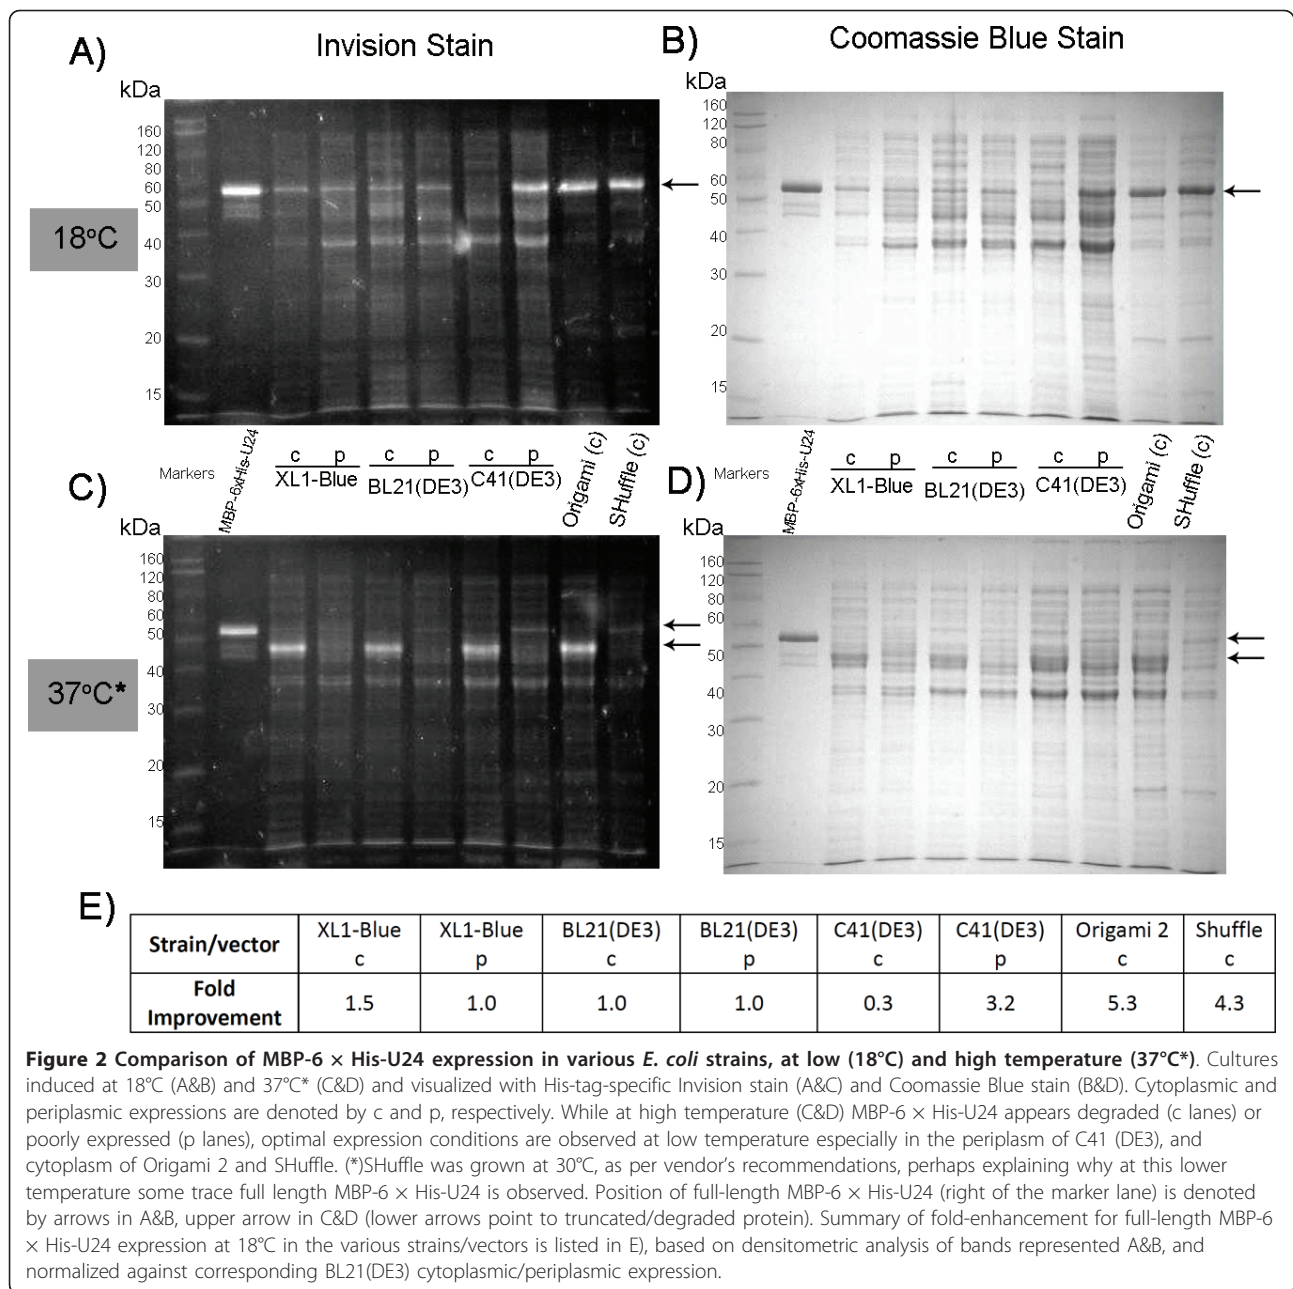 A)
Invision Stain
kDa
160
120
80
60
50
40
30
20
15
18°C
B)
Coomassie Blue Stain
kDa
160
120
80
60
50
40
30
20
15
Markers
MBP-6xHis-U24
c p
XL1-Blue
c p
BL21(DE3)
c p
C41(DE3)
Origami (c)
SHuffle (c)
Markers
MBP-6xHis-U24
c p
XL1-Blue
c p
BL21(DE3)
c p
C41(DE3)
Origami (c)
SHuffle (c)
C)
kDa
160
120
80
60
50
40
30
20
15
37°C*
D)
kDa
160
120
80
60
50
40
30
20
15
E)
Strain/vector XL1-Blue c XL1-Blue p BL21(DE3) c BL21(DE3) p C41(DE3) c C41(DE3) p Origami 2 c Shuffle c
Fold Improvement 1.5 1.0 1.0 1.0 0.3 3.2 5.3 4.3
Figure 2 Comparison of MBP-6 × His-U24 expression in various E. coli strains, at low (18°C) and high temperature (37°C*). Cultures
induced at 18°C (A&B) and 37°C* (C&D) and visualized with His-tag-specific Invision stain (A&C) and Coomassie Blue stain (B&D). Cytoplasmic and
periplasmic expressions are denoted by c and p, respectively. While at high temperature (C&D) MBP-6 × His-U24 appears degraded (c lanes) or
poorly expressed (p lanes), optimal expression conditions are observed at low temperature especially in the periplasm of C41 (DE3), and
cytoplasm of Origami 2 and SHuffle. (*)SHuffle was grown at 30°C, as per vendor's recommendations, perhaps explaining why at this lower
temperature some trace full length MBP-6 × His-U24 is observed. Position of full-length MBP-6 × His-U24 (right of the marker lane) is denoted
by arrows in A&B, upper arrow in C&D (lower arrows point to truncated/degraded protein). Summary of fold-enhancement for full-length MBP-6
× His-U24 expression at 18°C in the various strains/vectors is listed in E), based on densitometric analysis of bands represented A&B, and
normalized against corresponding BL21(DE3) cytoplasmic/periplasmic expression.